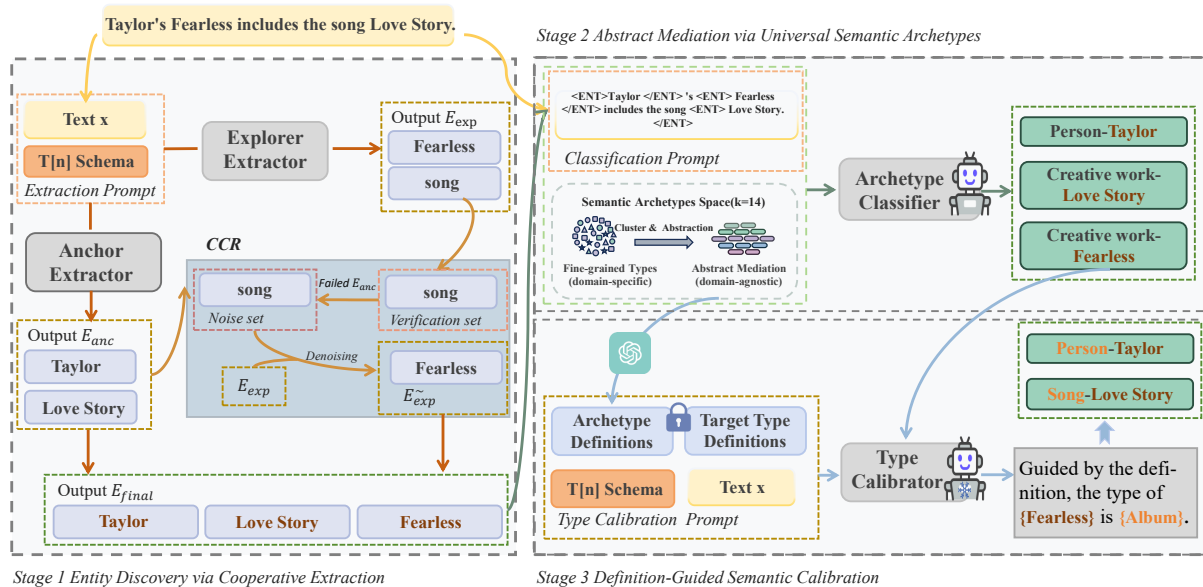 Taylor's Fearless includes the song Love Story.
Text x
T[n] Schema
Extraction Prompt
Explorer
Extractor
Output E_exp
Fearless
song
Anchor
Extractor
CCR
song
Noise set
Failed E_anc
song
Verification set
Denoising
E_exp
Fearless
E~_exp
Output E_anc
Taylor
Love Story
Output E_final
Taylor
Love Story
Fearless
Stage 1 Entity Discovery via Cooperative Extraction
Stage 2 Abstract Mediation via Universal Semantic Archetypes
<ENT>Taylor </ENT> 's <ENT> Fearless
</ENT> includes the song <ENT> Love Story.
</ENT>
Classification Prompt
Semantic Archetypes Space(k=14)
Cluster & Abstraction
Fine-grained Types
(domain-specific)
Abstract Mediation
(domain-agnostic)
Archetype
Classifier
Person-Taylor
Creative work-
Love Story
Creative work-
Fearless
Archetype
Definitions
Target Type
Definitions
T[n] Schema
Text x
Type Calibration Prompt
Type
Calibrator
Person-Taylor
Song-Love Story
Guided by the defi-
nition, the type of
{Fearless} is {Album}.
Stage 3 Definition-Guided Semantic Calibration